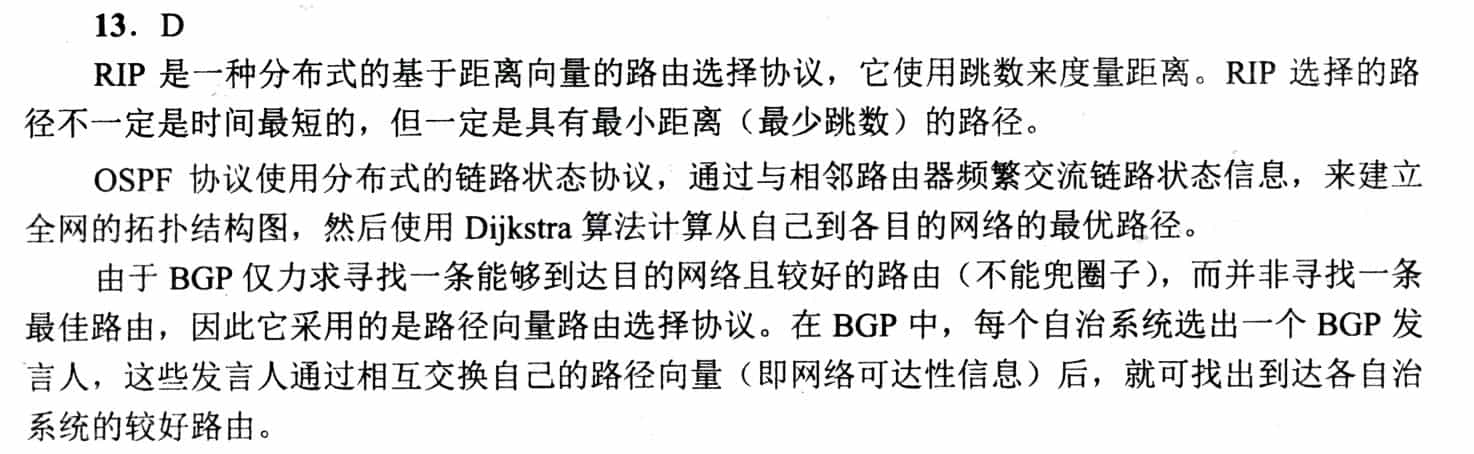 13. D
RIP 是一种分布式的基于距离向量的路由选择协议，它使用跳数来度量距离。RIP 选择的路
径不一定是时间最短的，但一定是具有最小距离（最少跳数）的路径。
OSPF 协议使用分布式的链路状态协议，通过与相邻路由器频繁交流链路状态信息，来建立
全网的拓扑结构图，然后使用 Dijkstra 算法计算从自己到各目的网络的最优路径。
由于 BGP 仅力求寻找一条能够到达目的网络且较好的路由（不能兜圈子），而并非寻找一条
最佳路由，因此它采用的是路径向量路由选择协议。在 BGP 中，每个自治系统选出一个 BGP 发
言人，这些发言人通过相互交换自己的路径向量（即网络可达性信息）后，就可找出到达各自治
系统的较好路由。